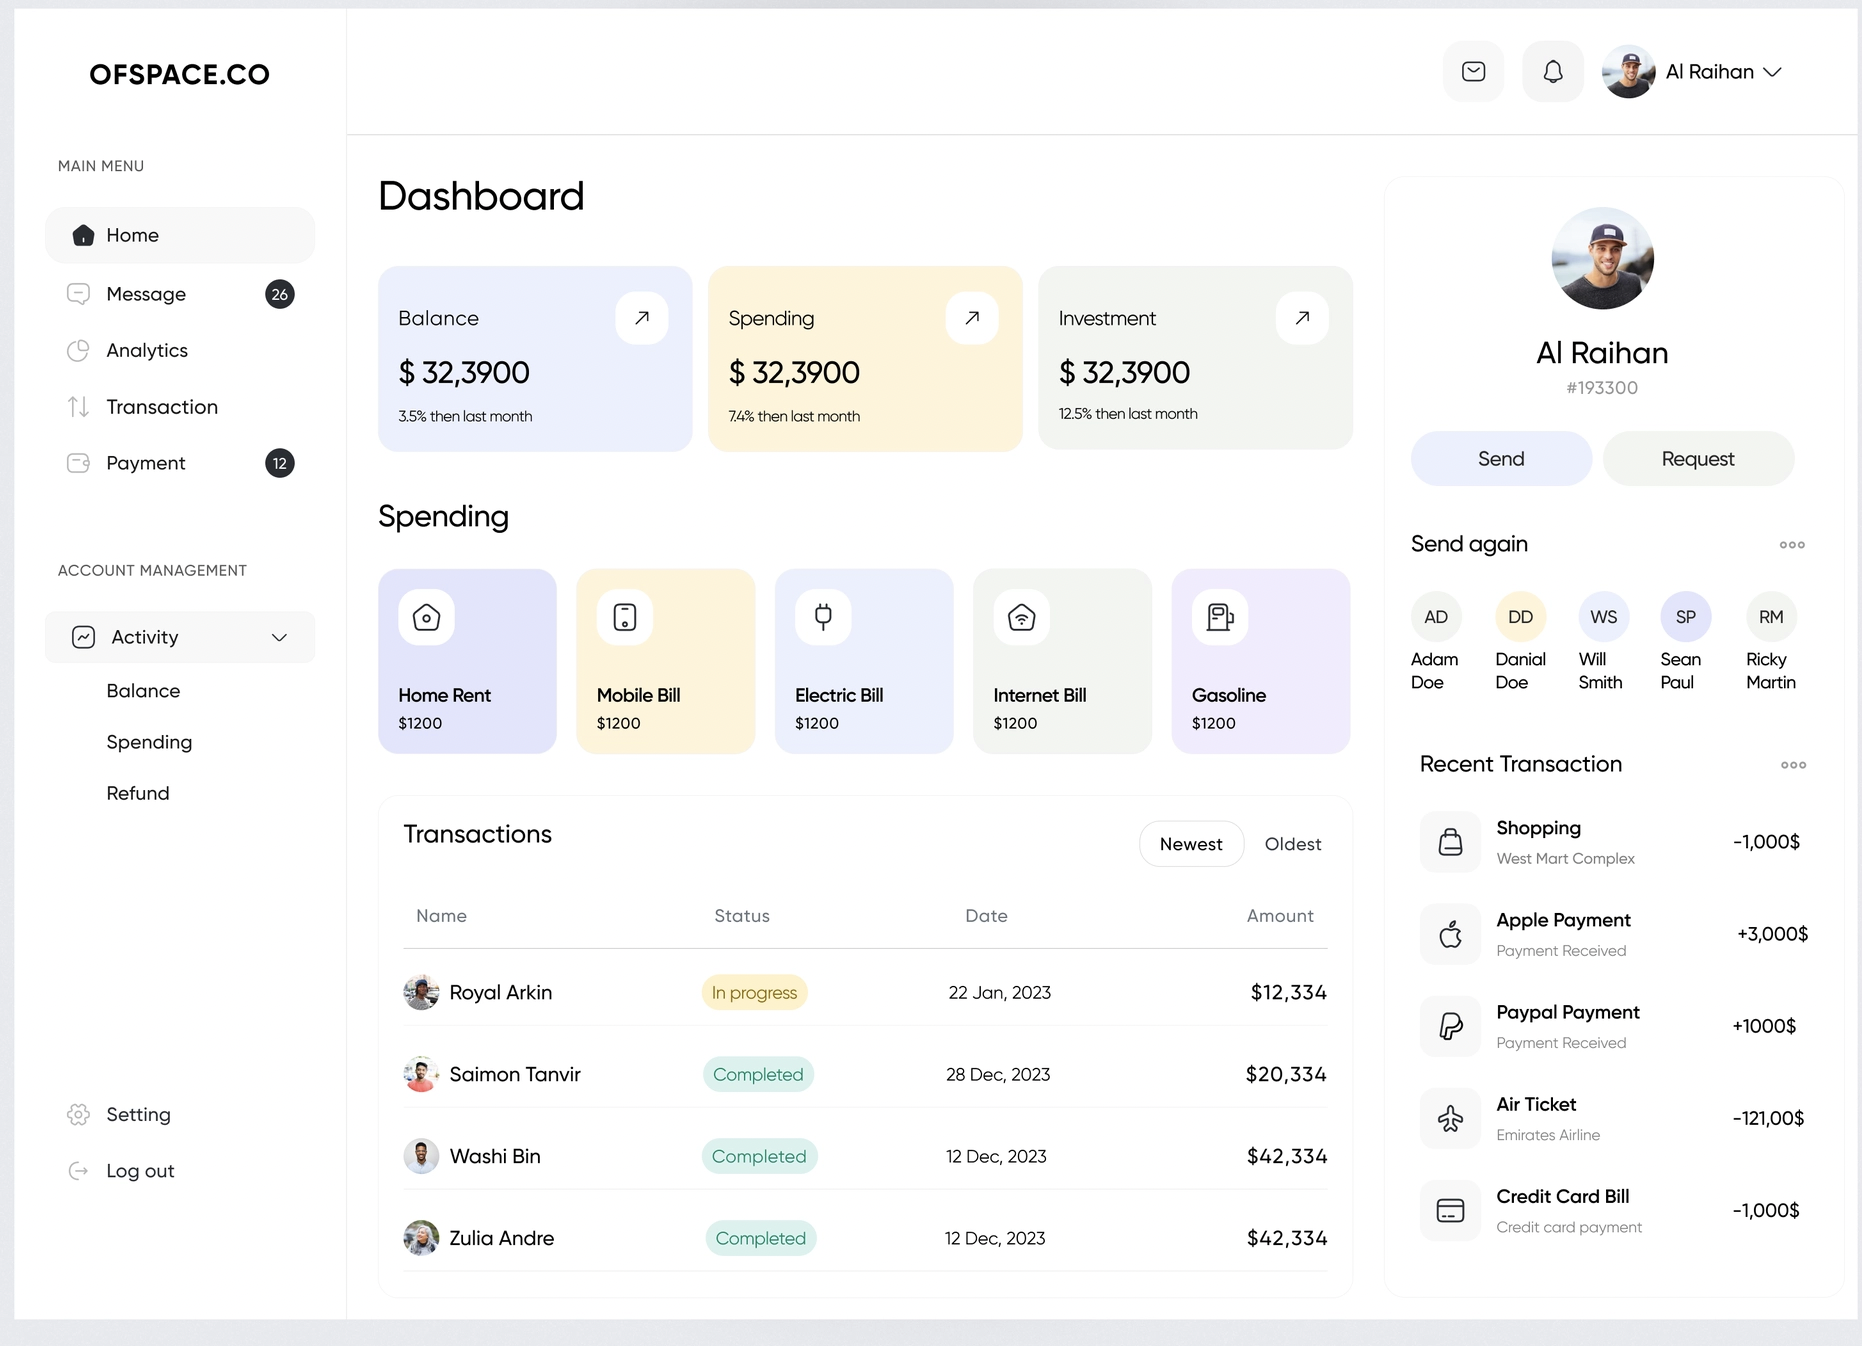 OFSPACE.CO
MAIN MENU
Home
Message 26
Analytics
Transaction
Payment 12
ACCOUNT MANAGEMENT
Activity
Balance
Spending
Refund
Setting
Log out
Al Raihan
Dashboard
Balance
$ 32,3900
3.5% then last month
Spending
$ 32,3900
7.4% then last month
Investment
$ 32,3900
12.5% then last month
Spending
Home Rent
$1200
Mobile Bill
$1200
Electric Bill
$1200
Internet Bill
$1200
Gasoline
$1200
Transactions
Newest Oldest
Name Status Date Amount
Royal Arkin In progress 22 Jan, 2023 $12,334
Saimon Tanvir Completed 28 Dec, 2023 $20,334
Washi Bin Completed 12 Dec, 2023 $42,334
Zulia Andre Completed 12 Dec, 2023 $42,334
Al Raihan
#193300
Send Request
Send again
AD DD WS SP RM
Adam Danial Will Sean Ricky
Doe Doe Smith Paul Martin
Recent Transaction
Shopping
West Mart Complex
-1,000$
Apple Payment
Payment Received
+3,000$
Paypal Payment
Payment Received
+1000$
Air Ticket
Emirates Airline
-121,00$
Credit Card Bill
Credit card payment
-1,000$